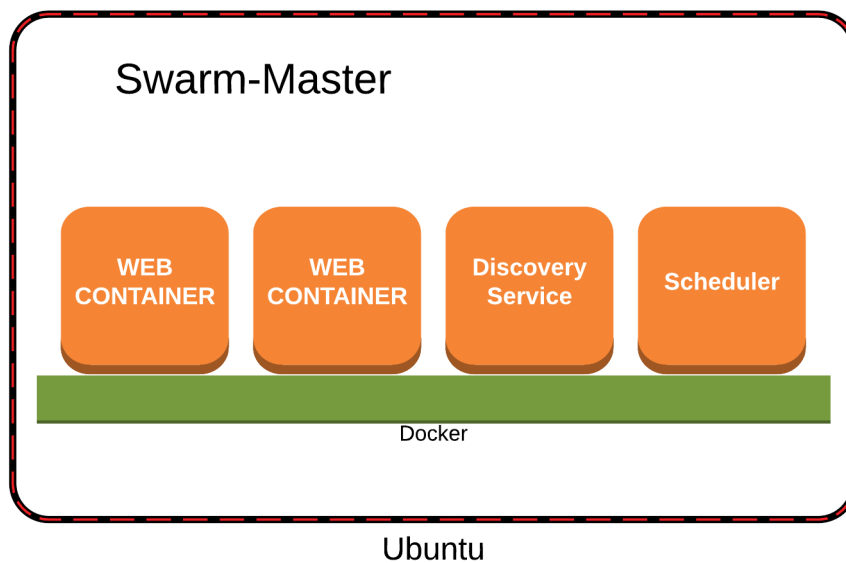 Swarm-Master
WEB
CONTAINER
WEB
CONTAINER
Discovery
Service
Scheduler
Docker
Ubuntu